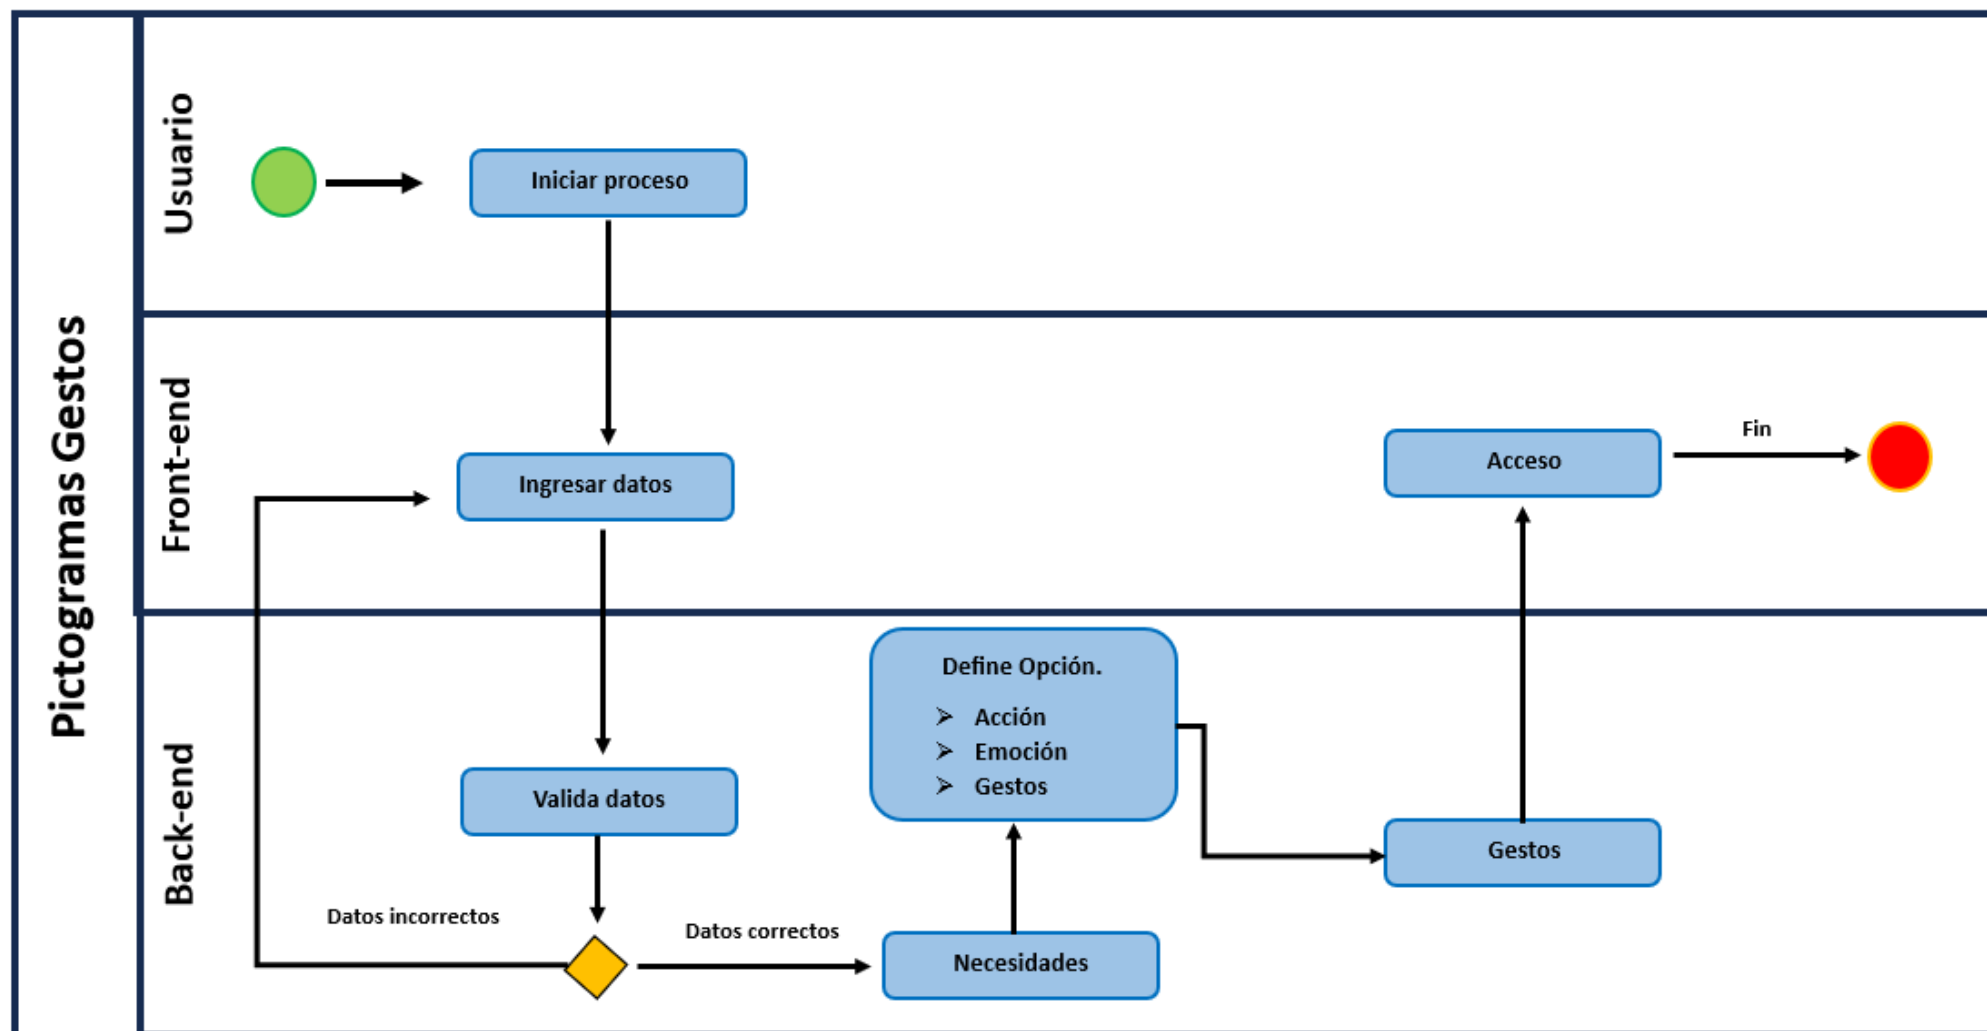 Pictogramas Gestos
Usuario
Iniciar proceso
Front-end
Ingresar datos
Acceso
Fin
Back-end
Valida datos
Datos incorrectos
Datos correctos
Necesidades
Define Opción.
➢ Acción
➢ Emoción
➢ Gestos
Gestos